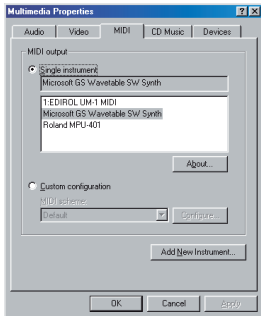 Multimedia Properties
Audio Video MIDI CD Music Devices
MIDI output
Single instrument
Microsoft GS Wavetable SW Synth
1:EDIROL UM-1 MIDI
Microsoft GS Wavetable SW Synth
Roland MPU-401
About...
Custom configuration
MIDI scheme:
Default Configure...
Add New Instrument...
OK Cancel Apply